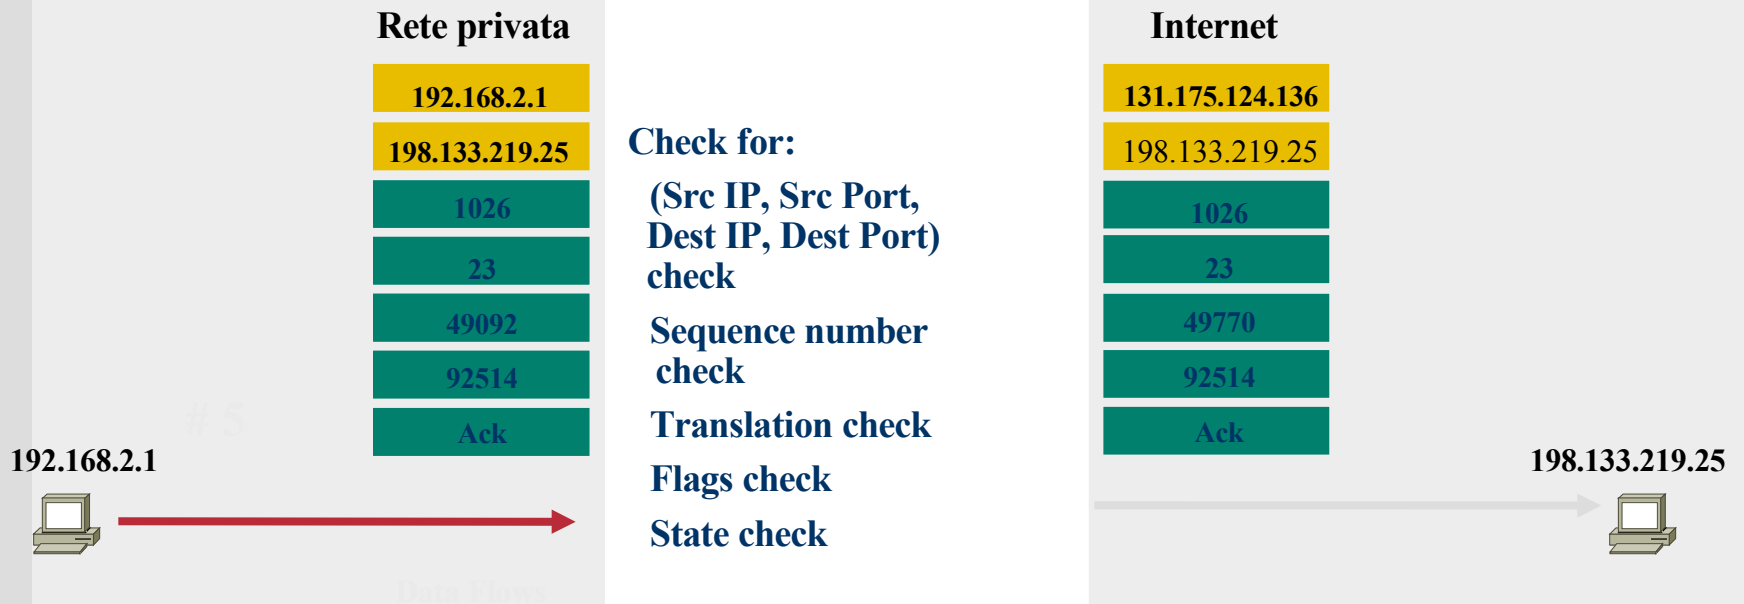 Rete privata
192.168.2.1
198.133.219.25
1026
23
49092
92514
Ack
# 5
192.168.2.1
Data Flows
Check for:
(Src IP, Src Port,
Dest IP, Dest Port)
check
Sequence number
check
Translation check
Flags check
State check
Internet
131.175.124.136
198.133.219.25
1026
23
49770
92514
Ack
198.133.219.25